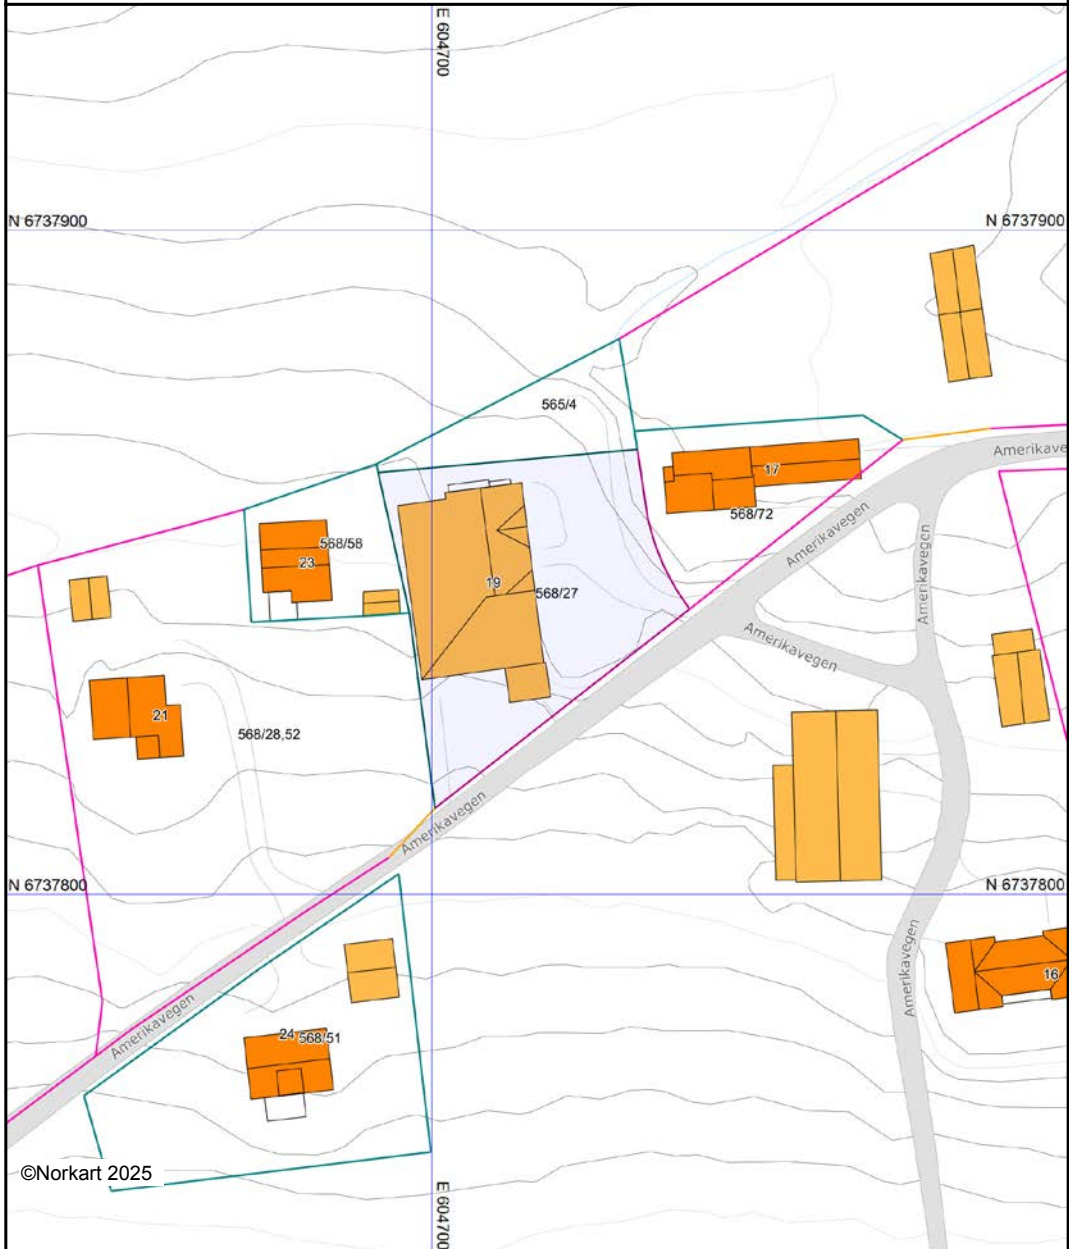 E 604700
N 6737900
N 6737900
565/4
Amerikave
17
568/72
568/58
23
19
568/27
Amerikavegen
Amerikavegen
Amerikavegen
21
568/28,52
Amerikavegen
N 6737800
N 6737800
Amerikavegen
16
Amerikavegen
24
568/51
©Norkart 2025
E 604700